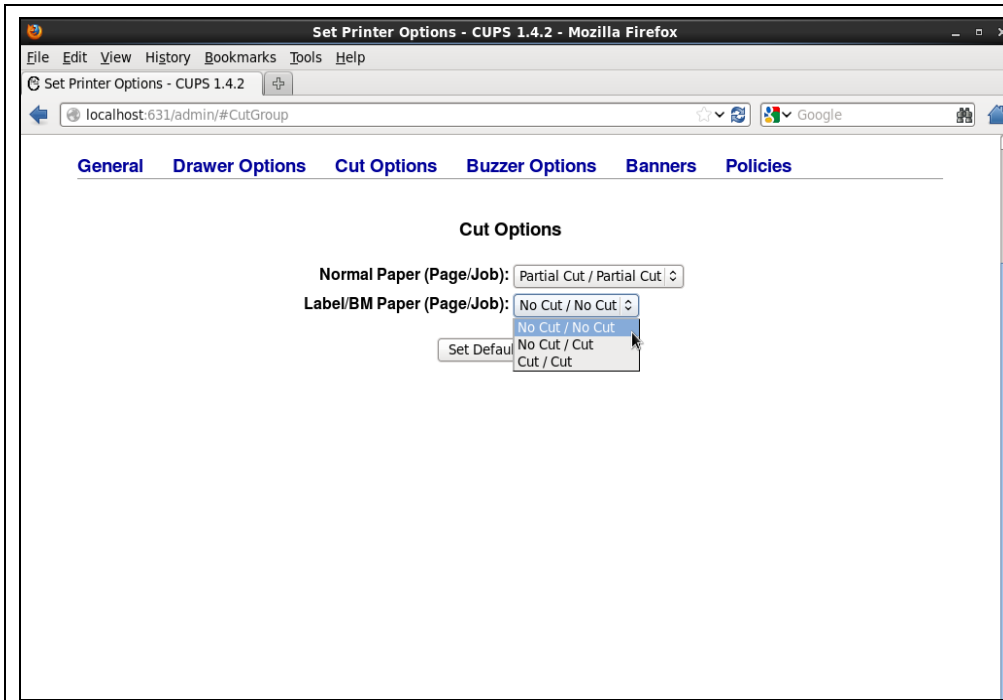 Set Printer Options - CUPS 1.4.2 - Mozilla Firefox
File Edit View History Bookmarks Tools Help
Set Printer Options - CUPS 1.4.2
localhost:631/admin/#CutGroup Google
General Drawer Options Cut Options Buzzer Options Banners Policies
Cut Options
Normal Paper (Page/Job): Partial Cut / Partial Cut
Label/BM Paper (Page/Job): No Cut / No Cut
No Cut / No Cut
No Cut / Cut
Cut / Cut
Set Defaul